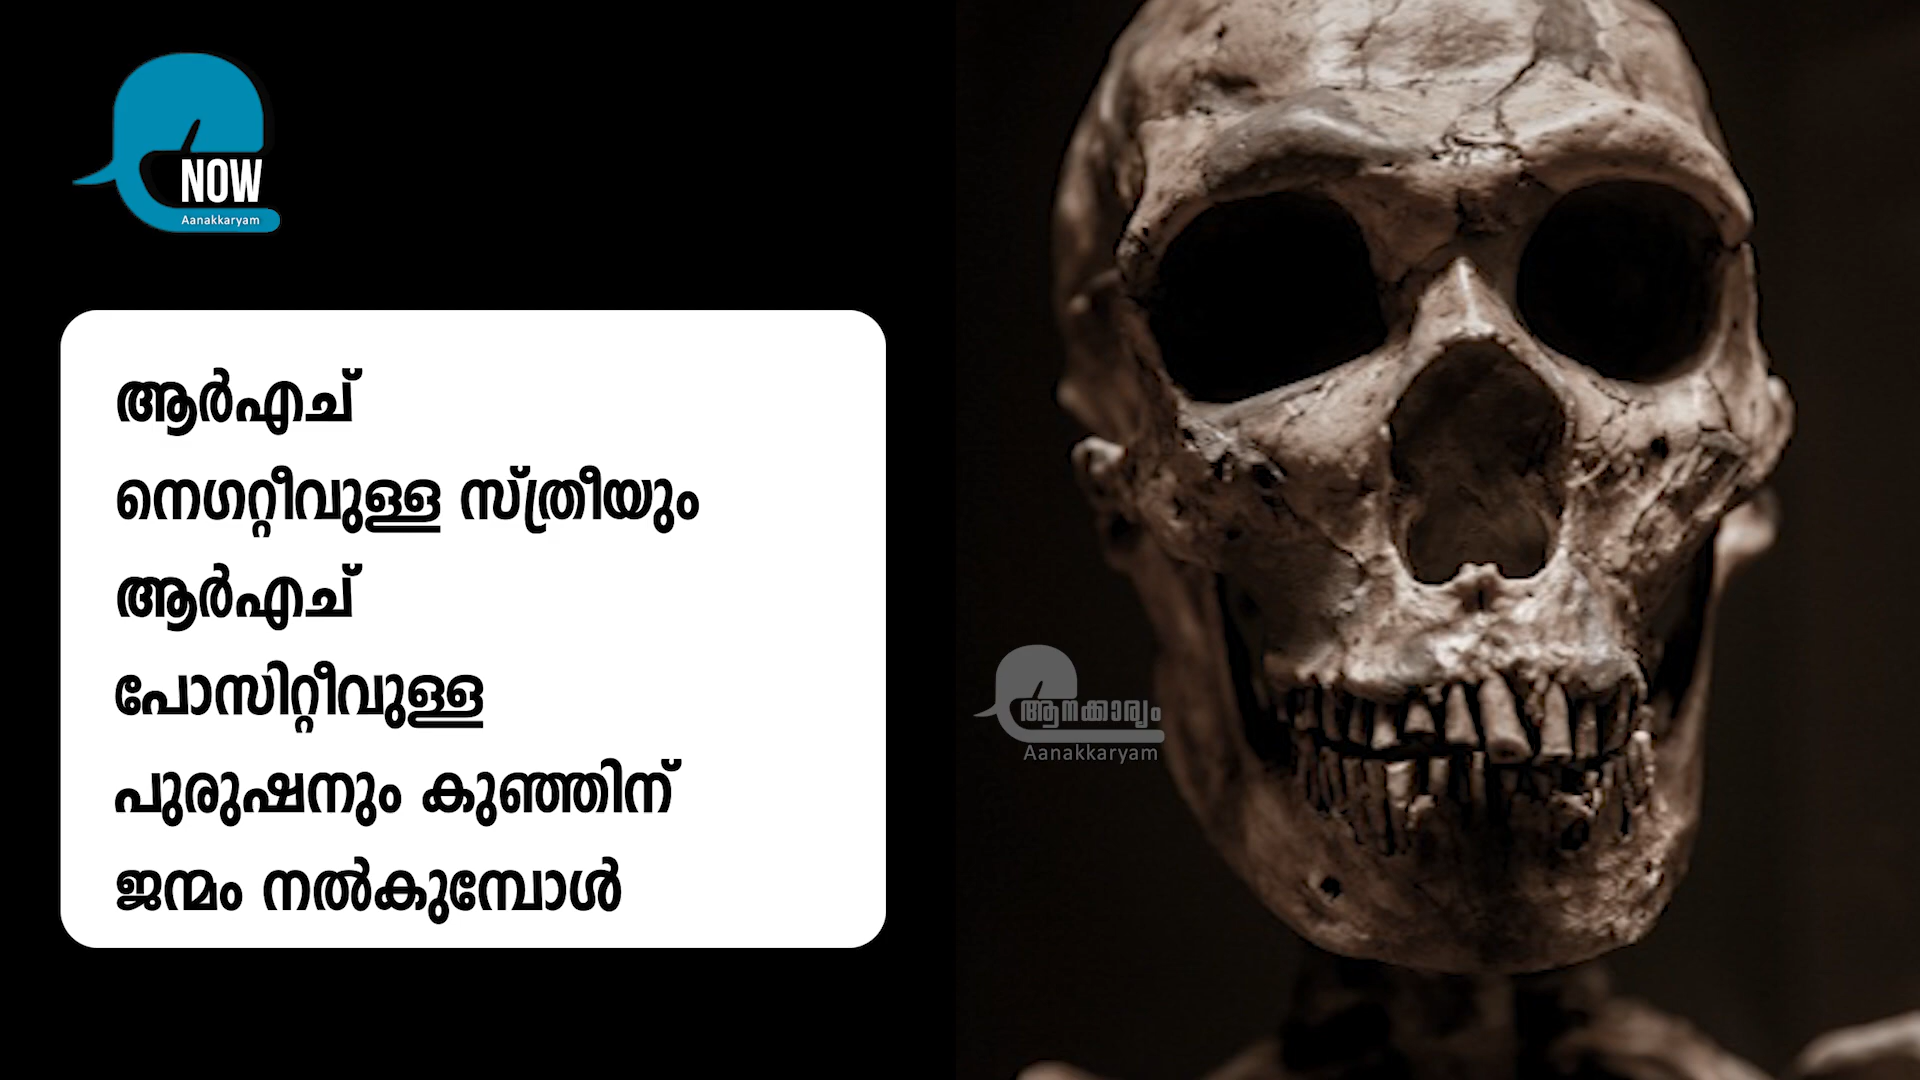 NOW
Aanakkaryam
ആർഎച്
നെഗറ്റീവുള്ള സ്ത്രീയും
ആർഎച്
പോസിറ്റീവുള്ള
പുരുഷനും കുഞ്ഞിന്
ജന്മം നൽകുമ്പോൾ
ആനക്കാര്യം
Aanakkaryam